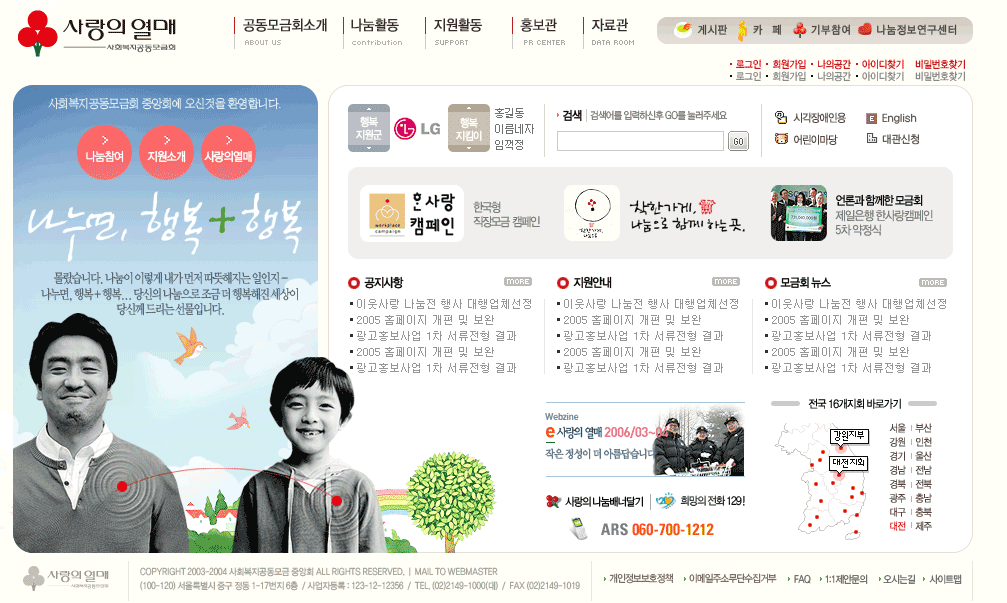 사랑의 열매
사회복지공동모금회
공동모금회소개 나눔활동 지원활동 홍보관 자료관
ABOUT US contribution SUPPORT PR CENTER DATA ROOM
게시판 카 페 기부참여 나눔정보연구센터
로그인 회원가입 나의공간 아이디찾기 비밀번호찾기
로그인 회원가입 나의공간 아이디찾기 비밀번호찾기
사회복지공동모금회 중앙회에 오신것을 환영합니다.
나눔참여 지원소개 사랑의열매
나누면, 행복+행복
몰랐습니다. 나눔이 이렇게 내가 먼저 따뜻해지는 일인지 –
나누면, 행복 + 행복... 당신의 나눔으로 조금 더 행복해진 세상이
당신께 드리는 선물입니다.
행복
지원군
LG
행복
지킴이
홍길동
이름네자
임꺽정
검색 검색어를 입력하신후 GO를 눌러주세요
GO
시각장애인용 English
어린이마당 대관신청
한사랑
캠페인
workplace
campaign
한국형
직장모금 캠페인
착한가게,
나눔으로 함께 하는 곳.
언론과 함께한 모금회
제일은행 한사랑캠페인
5차 약정식
공지사항 MORE
이웃사랑 나눔전 행사 대행업체선정
2005 홈페이지 개편 및 보완
광고홍보사업 1차 서류전형 결과
2005 홈페이지 개편 및 보완
광고홍보사업 1차 서류전형 결과
지원안내 MORE
이웃사랑 나눔전 행사 대행업체선정
2005 홈페이지 개편 및 보완
광고홍보사업 1차 서류전형 결과
2005 홈페이지 개편 및 보완
광고홍보사업 1차 서류전형 결과
모금회 뉴스 MORE
이웃사랑 나눔전 행사 대행업체선정
2005 홈페이지 개편 및 보완
광고홍보사업 1차 서류전형 결과
2005 홈페이지 개편 및 보완
광고홍보사업 1차 서류전형 결과
Webzine
e 사랑의 열매 2006/03~04
작은 정성이 더 아름답습니다
사랑의 나눔배너달기 희망의 전화 129!
ARS 060-700-1212
전국 16개지회 바로가기
강원지부
대전지회
서울 부산
강원 인천
경기 울산
경남 전남
경북 전북
광주 충남
대구 충북
대전 제주
사랑의 열매
COPYRIGHT 2003-2004 사회복지공동모금 중앙회 ALL RIGHTS RESERVED. | MAIL TO WEBMASTER
(100-120) 서울특별시 중구 정동 1-17번지 6층 / 사업자등록 : 123-12-12356 / TEL. (02)2149-1000(대) / FAX (02)2149-1019
개인정보보호정책 이메일주소무단수집거부 FAQ 1:1제안문의 오시는길 사이트맵